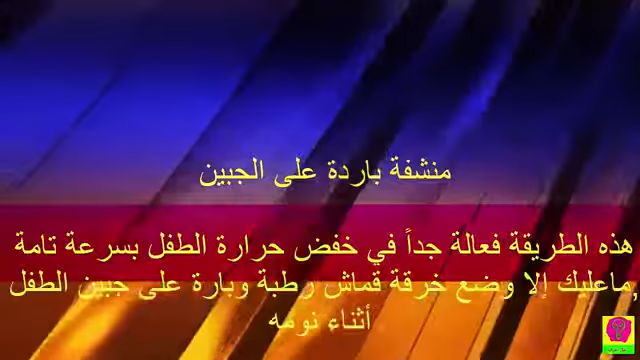 منشفة باردة على الجبين
هذه الطريقة فعالة جداً في خفض حرارة الطفل بسرعة تامة
,ماعليك إلا وضع خرقة قماش رطبة وبارة على جبين الطفل
أثناء نومه